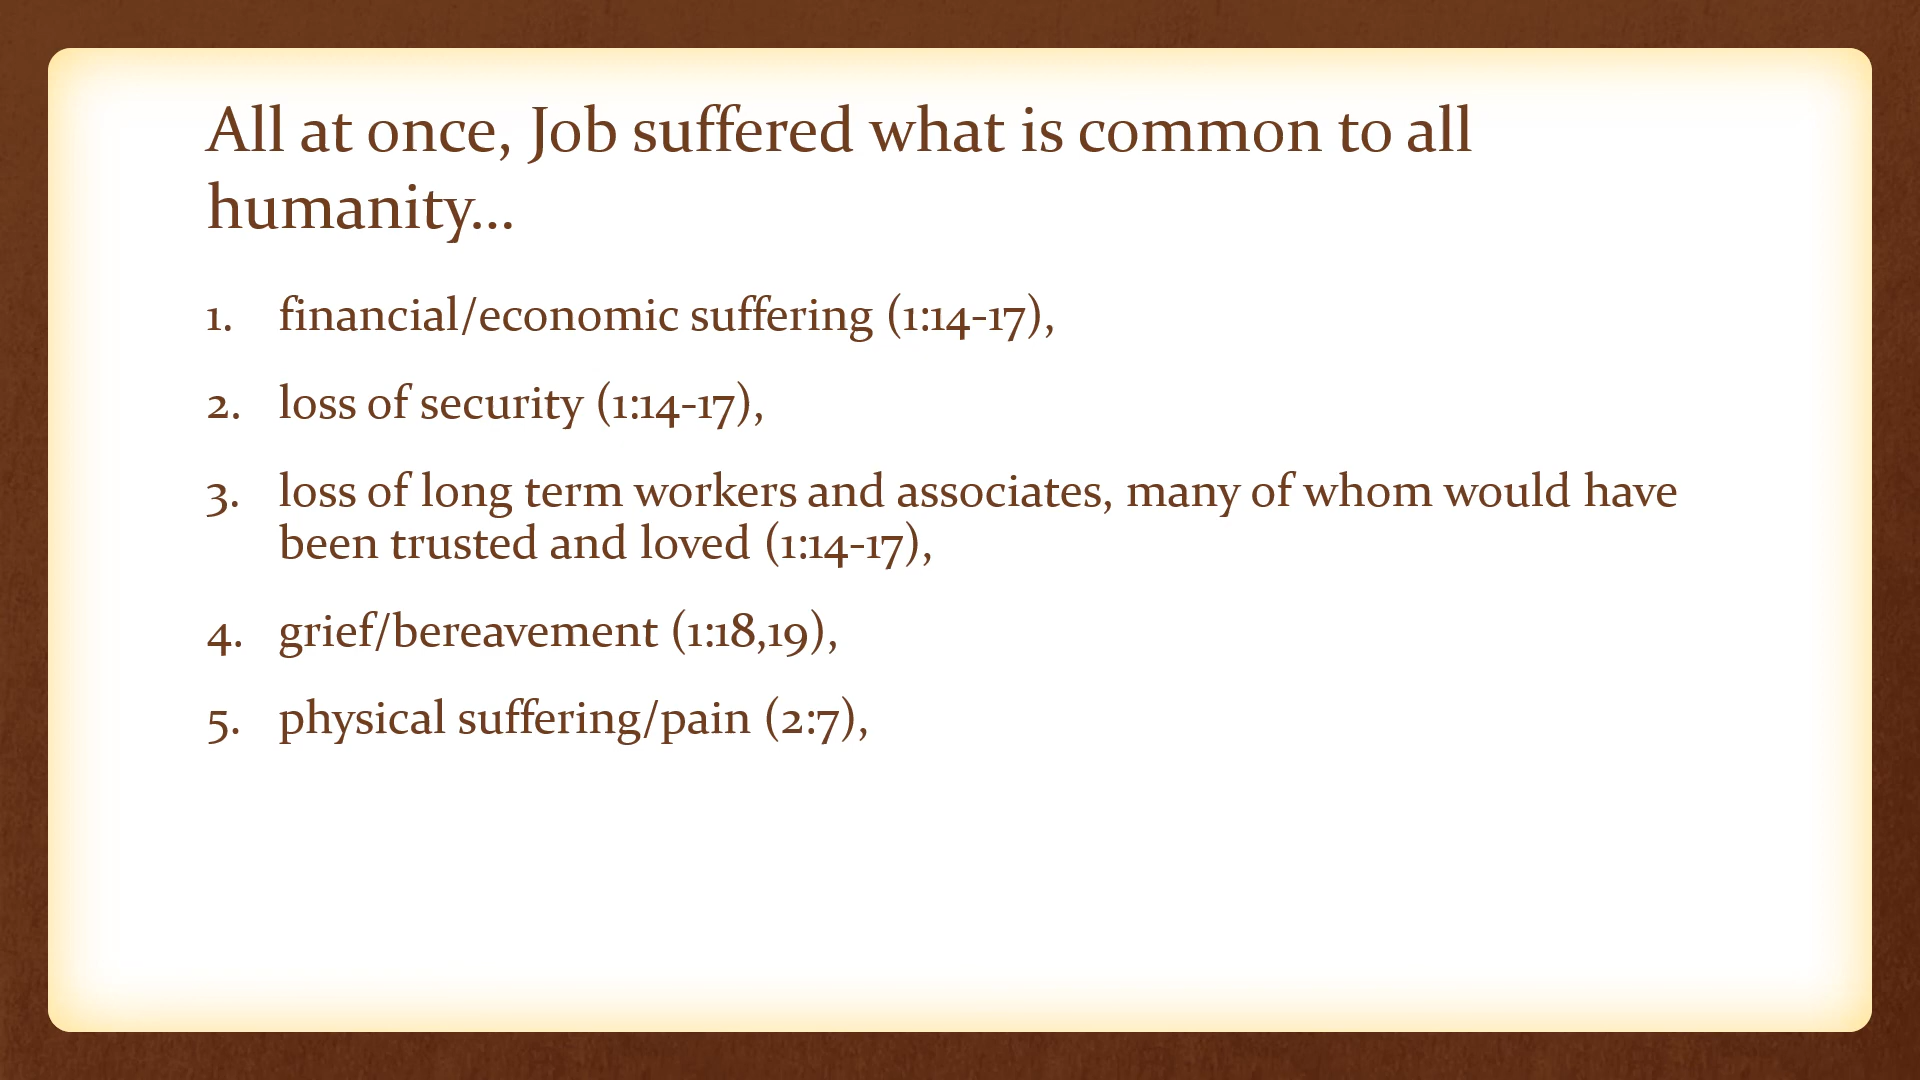 All at once, Job suffered what is common to all
humanity...
1. financial/economic suffering (1:14-17),
2. loss of security (1:14-17),
3. loss of long term workers and associates, many of whom would have
been trusted and loved (1:14-17),
4. grief/bereavement (1:18,19),
5. physical suffering/pain (2:7),